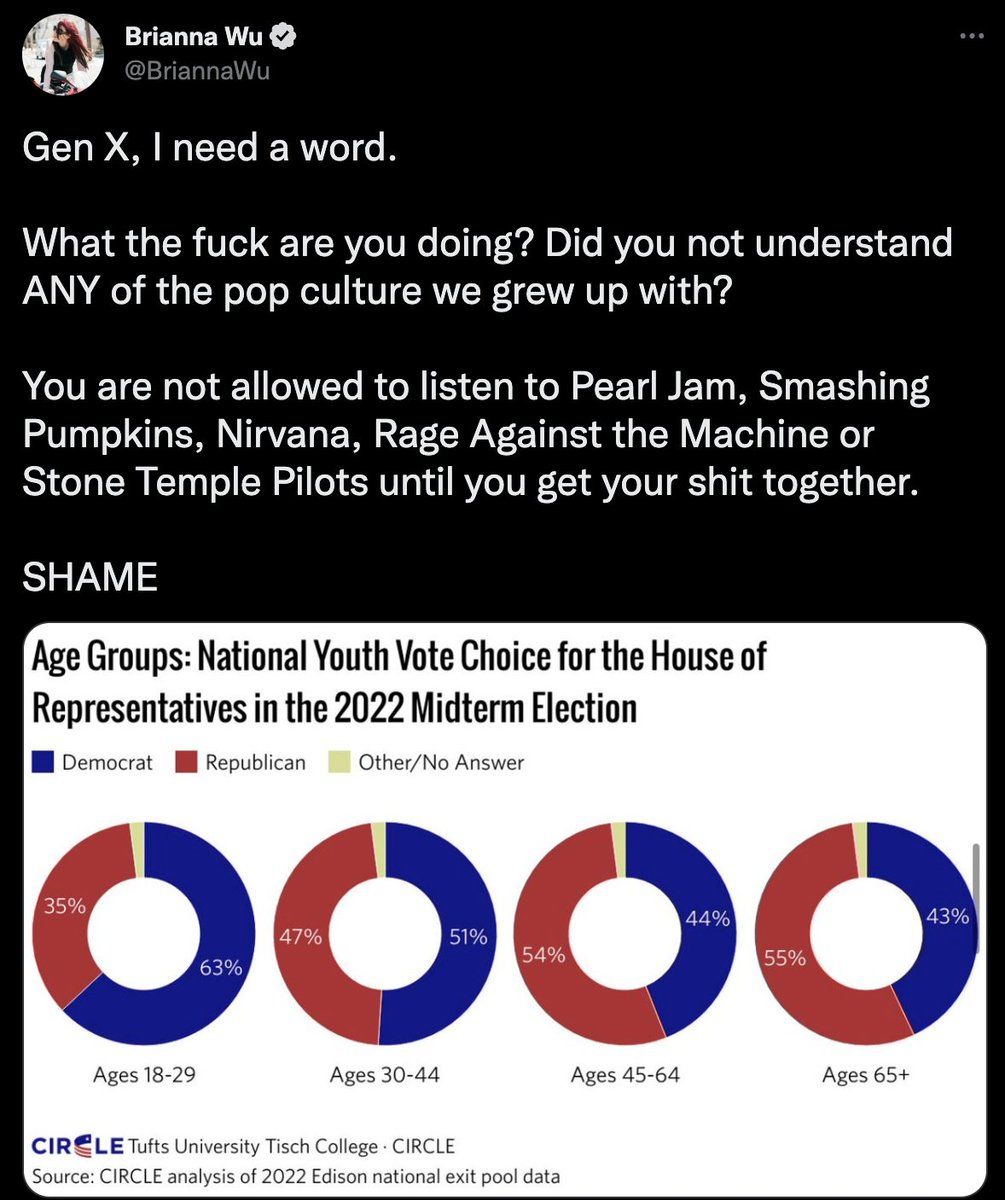 Brianna Wu
@BriannaWu
Gen X, I need a word.
What the fuck are you doing? Did you not understand
ANY of the pop culture we grew up with?
You are not allowed to listen to Pearl Jam, Smashing
Pumpkins, Nirvana, Rage Against the Machine or
Stone Temple Pilots until you get your shit together.
SHAME
Age Groups: National Youth Vote Choice for the House of
Representatives in the 2022 Midterm Election
Democrat Republican Other/No Answer
35% 63% 47% 51% 54% 44% 55% 43%
Ages 18-29 Ages 30-44 Ages 45-64 Ages 65+
CIRCLE Tufts University Tisch College · CIRCLE
Source: CIRCLE analysis of 2022 Edison national exit pool data